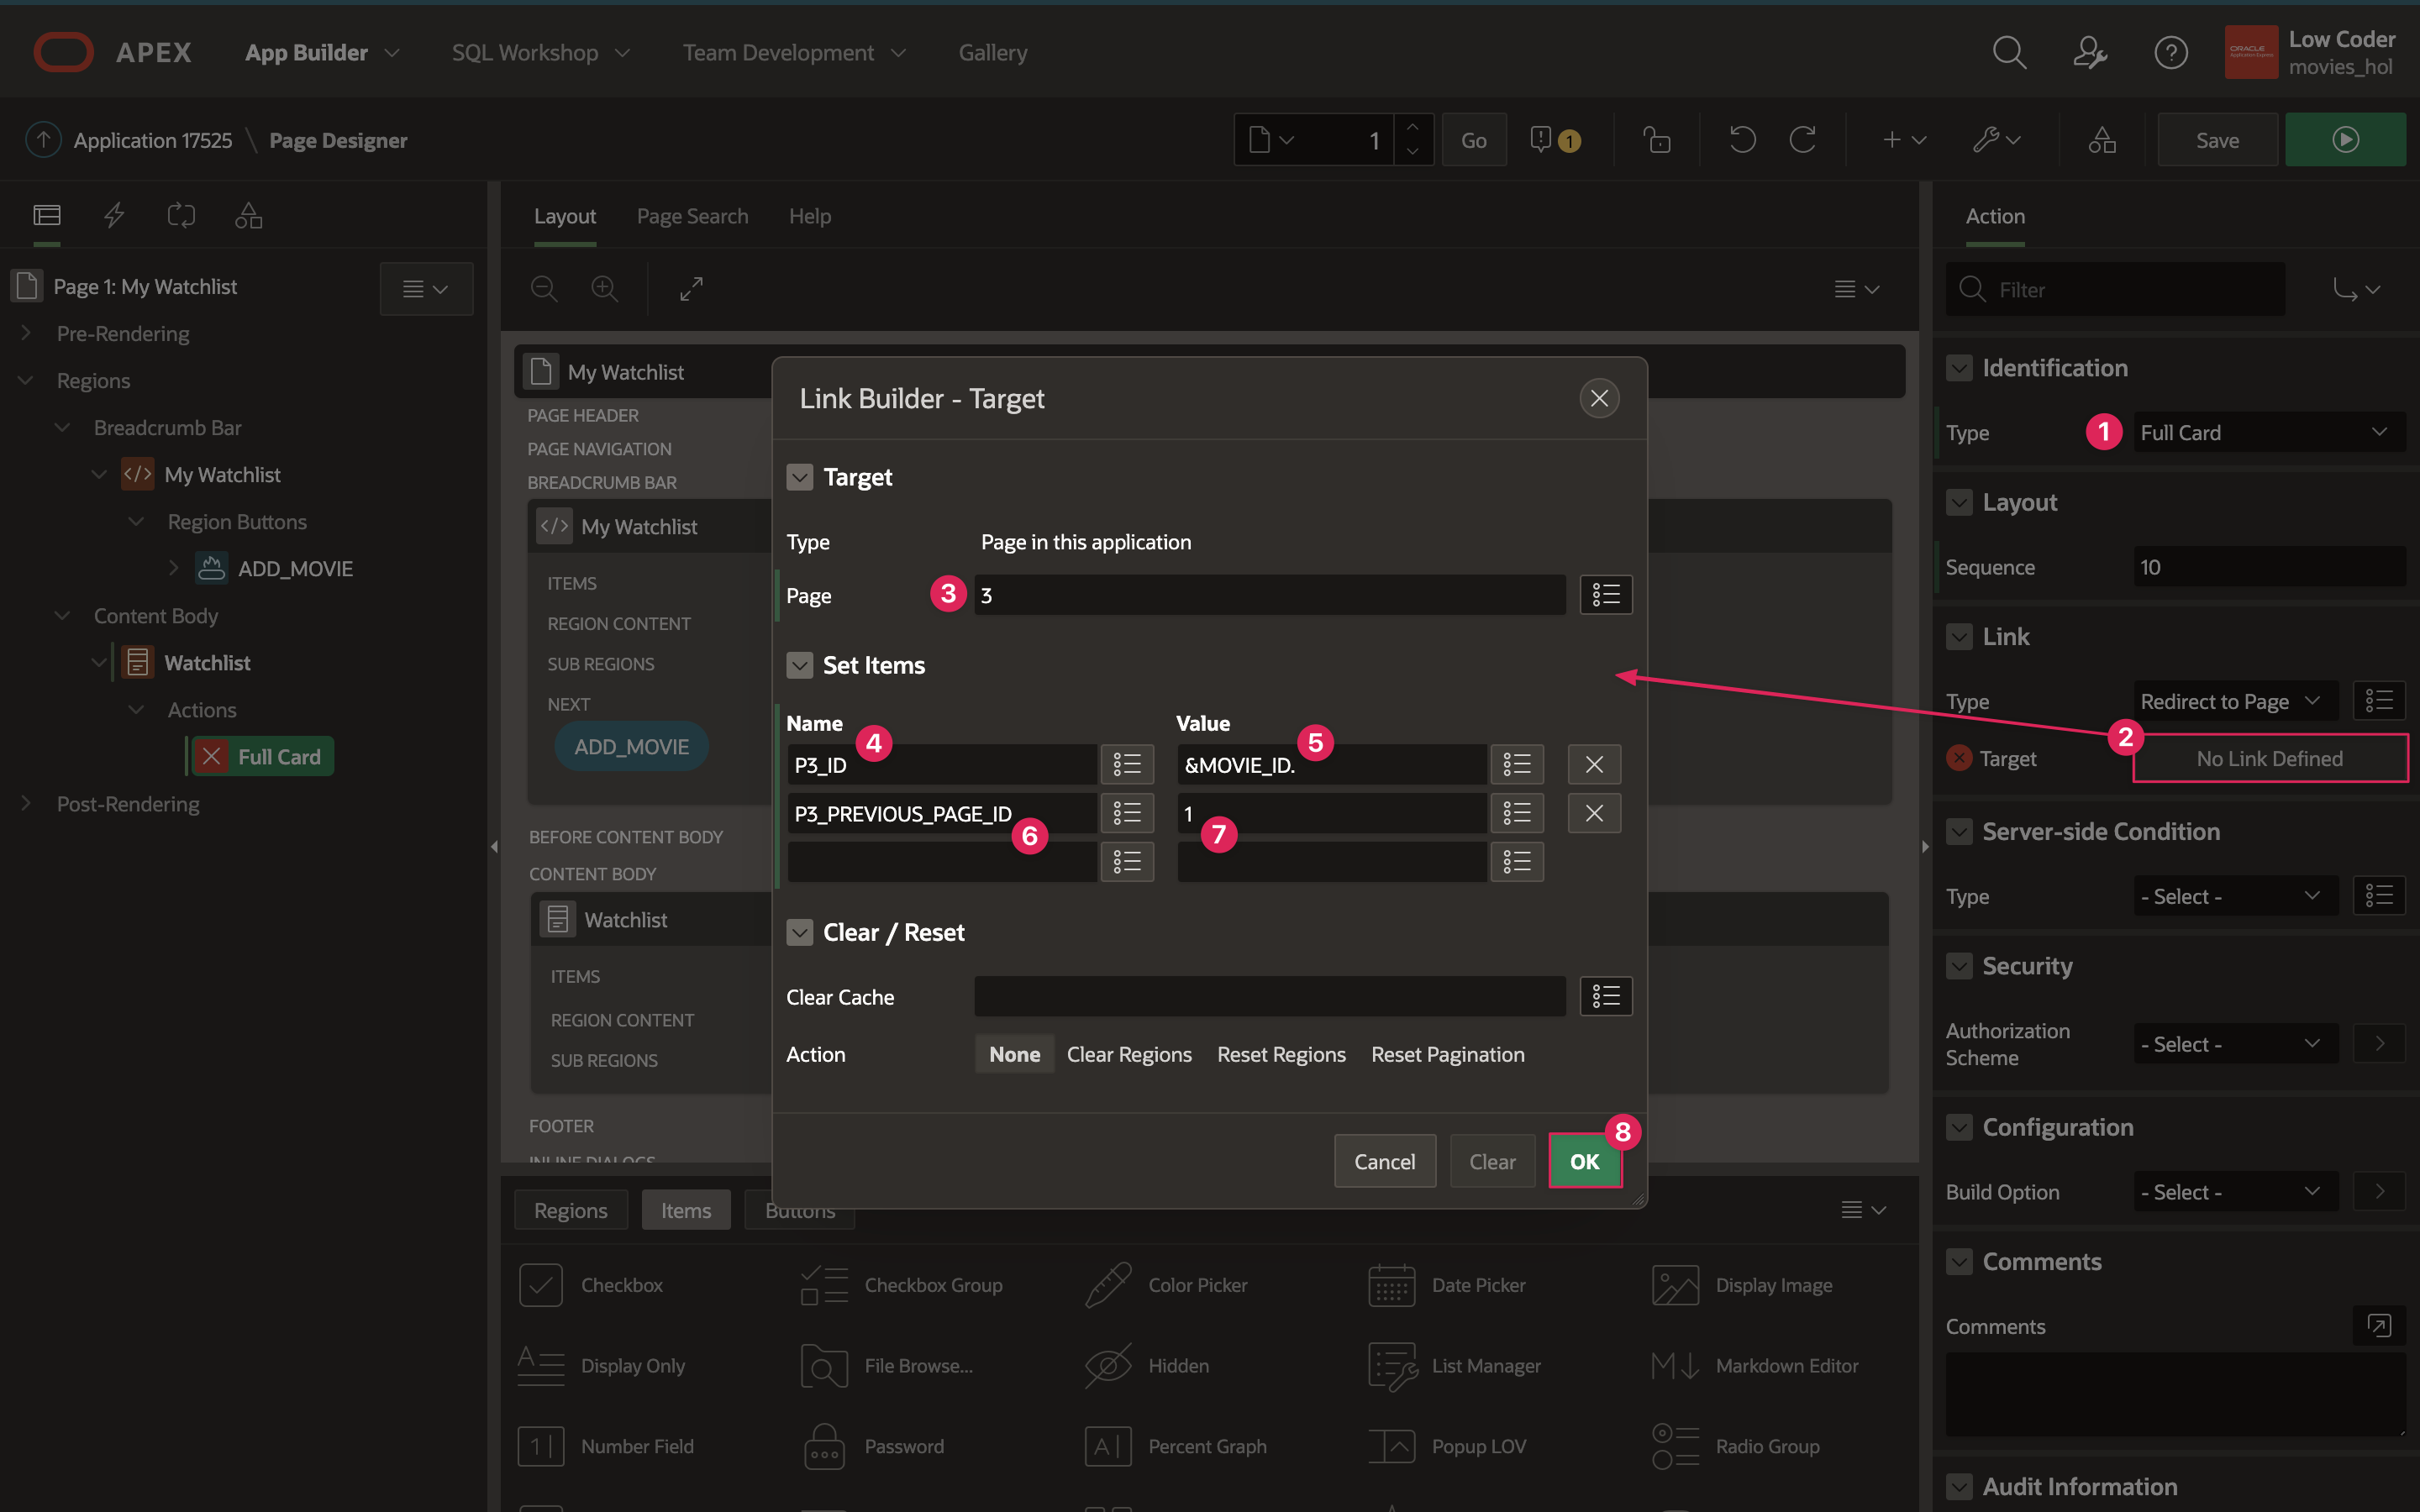 APEX App Builder SQL Workshop Team Development Gallery
ORACLE
Low Coder
movies_hol
Application 17525 \ Page Designer
1 Go 1 Save
Page 1: My Watchlist
Pre-Rendering
Regions
Breadcrumb Bar
</> My Watchlist
Region Buttons
ADD_MOVIE
Content Body
Watchlist
Actions
Full Card
Post-Rendering
Layout Page Search Help
My Watchlist
PAGE HEADER
PAGE NAVIGATION
BREADCRUMB BAR
</> My Watchlist
ITEMS
REGION CONTENT
SUB REGIONS
NEXT
ADD_MOVIE
BEFORE CONTENT BODY
CONTENT BODY
Watchlist
ITEMS
REGION CONTENT
SUB REGIONS
FOOTER
INLINE DIALOGS
Link Builder - Target
Target
Type Page in this application
Page 3 3
Set Items
Name Value
4 5
P3_ID &MOVIE_ID.
P3_PREVIOUS_PAGE_ID 1
6 7
Clear / Reset
Clear Cache
Action None Clear Regions Reset Regions Reset Pagination
8
Cancel Clear OK
Regions Items Buttons
Checkbox Checkbox Group Color Picker Date Picker Display Image
Display Only File Browse... Hidden List Manager Markdown Editor
Number Field Password Percent Graph Popup LOV Radio Group
Action
Filter
Identification
Type 1 Full Card
Layout
Sequence 10
Link
Type Redirect to Page
2
Target No Link Defined
Server-side Condition
Type - Select -
Security
Authorization
Scheme - Select -
Configuration
Build Option - Select -
Comments
Comments
Audit Information